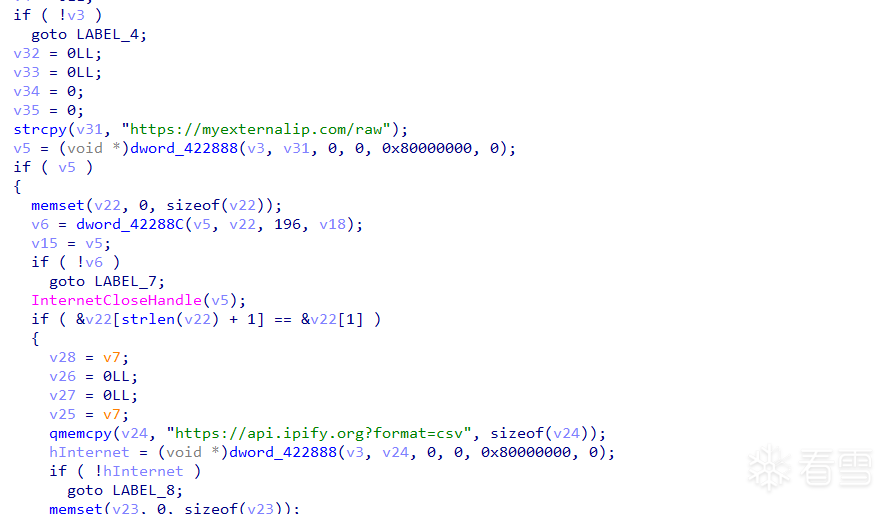 if ( !v3 )
goto LABEL_4;
v32 = 0LL;
v33 = 0LL;
v34 = 0;
v35 = 0;
strcpy(v31, "https://myexternalip.com/raw");
v5 = (void *)dword_422888(v3, v31, 0, 0, 0x80000000, 0);
if ( v5 )
{
memset(v22, 0, sizeof(v22));
v6 = dword_42288C(v5, v22, 196, v18);
v15 = v5;
if ( !v6 )
goto LABEL_7;
InternetCloseHandle(v5);
if ( &v22[strlen(v22) + 1] == &v22[1] )
{
v28 = v7;
v26 = 0LL;
v27 = 0LL;
v25 = v7;
qmemcpy(v24, "https://api.ipify.org?format=csv", sizeof(v24));
hInternet = (void *)dword_422888(v3, v24, 0, 0, 0x80000000, 0);
if ( !hInternet )
goto LABEL_8;
memset(v23, 0, sizeof(v23));
看雪